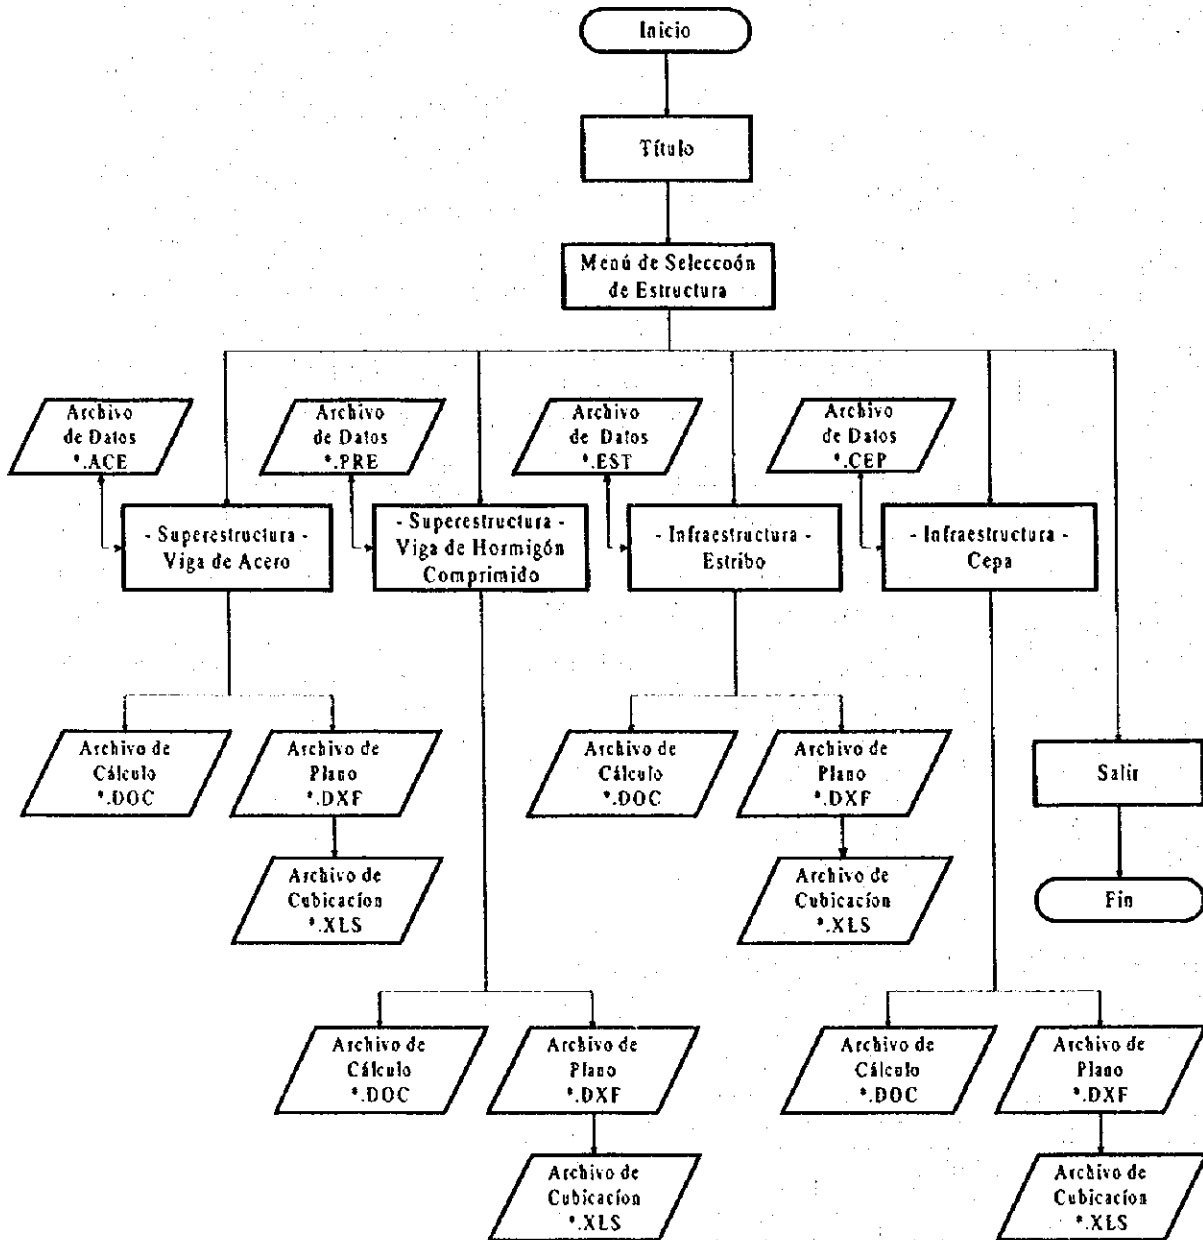 Inicio
Título
Menú de Seleccoón
de Estructura
Archivo
de Datos
*.ACE
Archivo
de Datos
*.PRE
Archivo
de Datos
*.EST
Archivo
de Datos
*.CEP
- Superestructura -
Viga de Acero
- Superestructura -
Viga de Hormigón
Comprimido
- Infraestructura -
Estribo
- Infraestructura -
Cepa
Archivo de
Cálculo
*.DOC
Archivo de
Plano
*.DXF
Archivo de
Cálculo
*.DOC
Archivo de
Plano
*.DXF
Salir
Archivo de
Cubicacíon
*.XLS
Archivo de
Cubicacíon
*.XLS
Fin
Archivo de
Cálculo
*.DOC
Archivo de
Plano
*.DXF
Archivo de
Cálculo
*.DOC
Archivo de
Plano
*.DXF
Archivo de
Cubicacíon
*.XLS
Archivo de
Cubicacíon
*.XLS